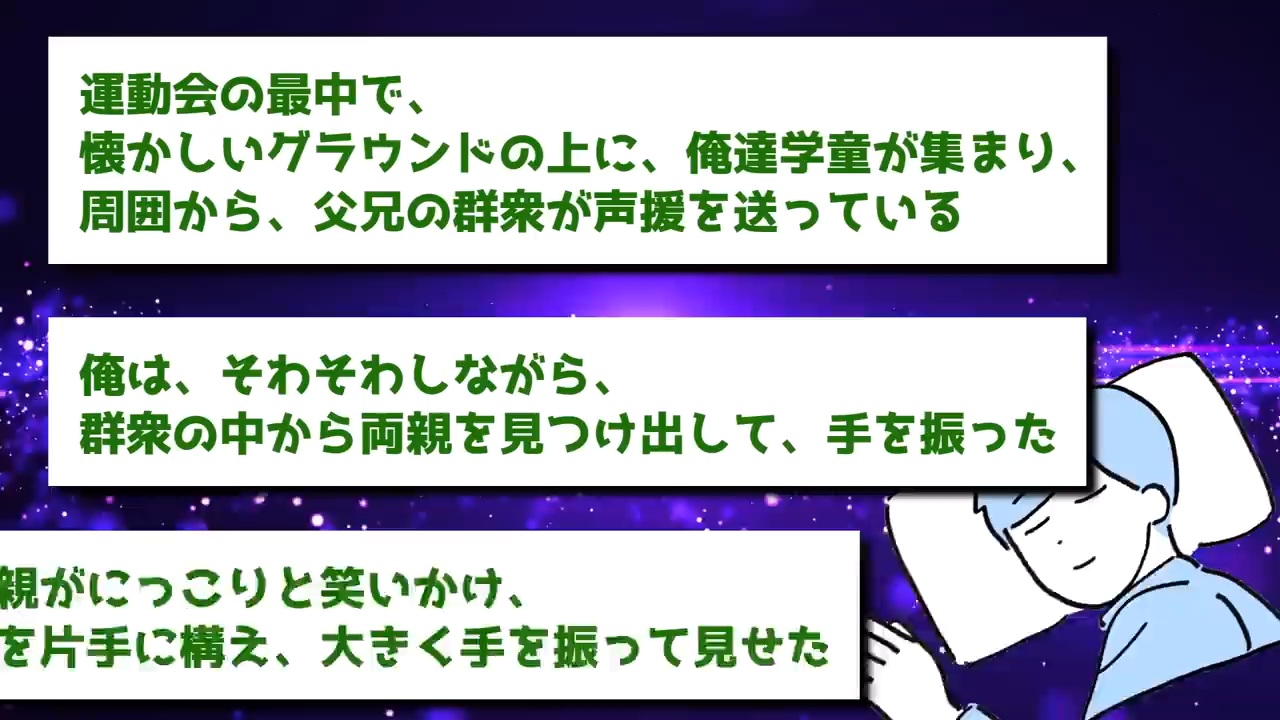 運動会の最中で、
懐かしいグラウンドの上に、俺達学童が集まり、
周囲から、父兄の群衆が声援を送っている
俺は、そわそわしながら、
群衆の中から両親を見つけ出して、手を振った
親がにっこりと笑いかけ、
を片手に構え、大きく手を振って見せた